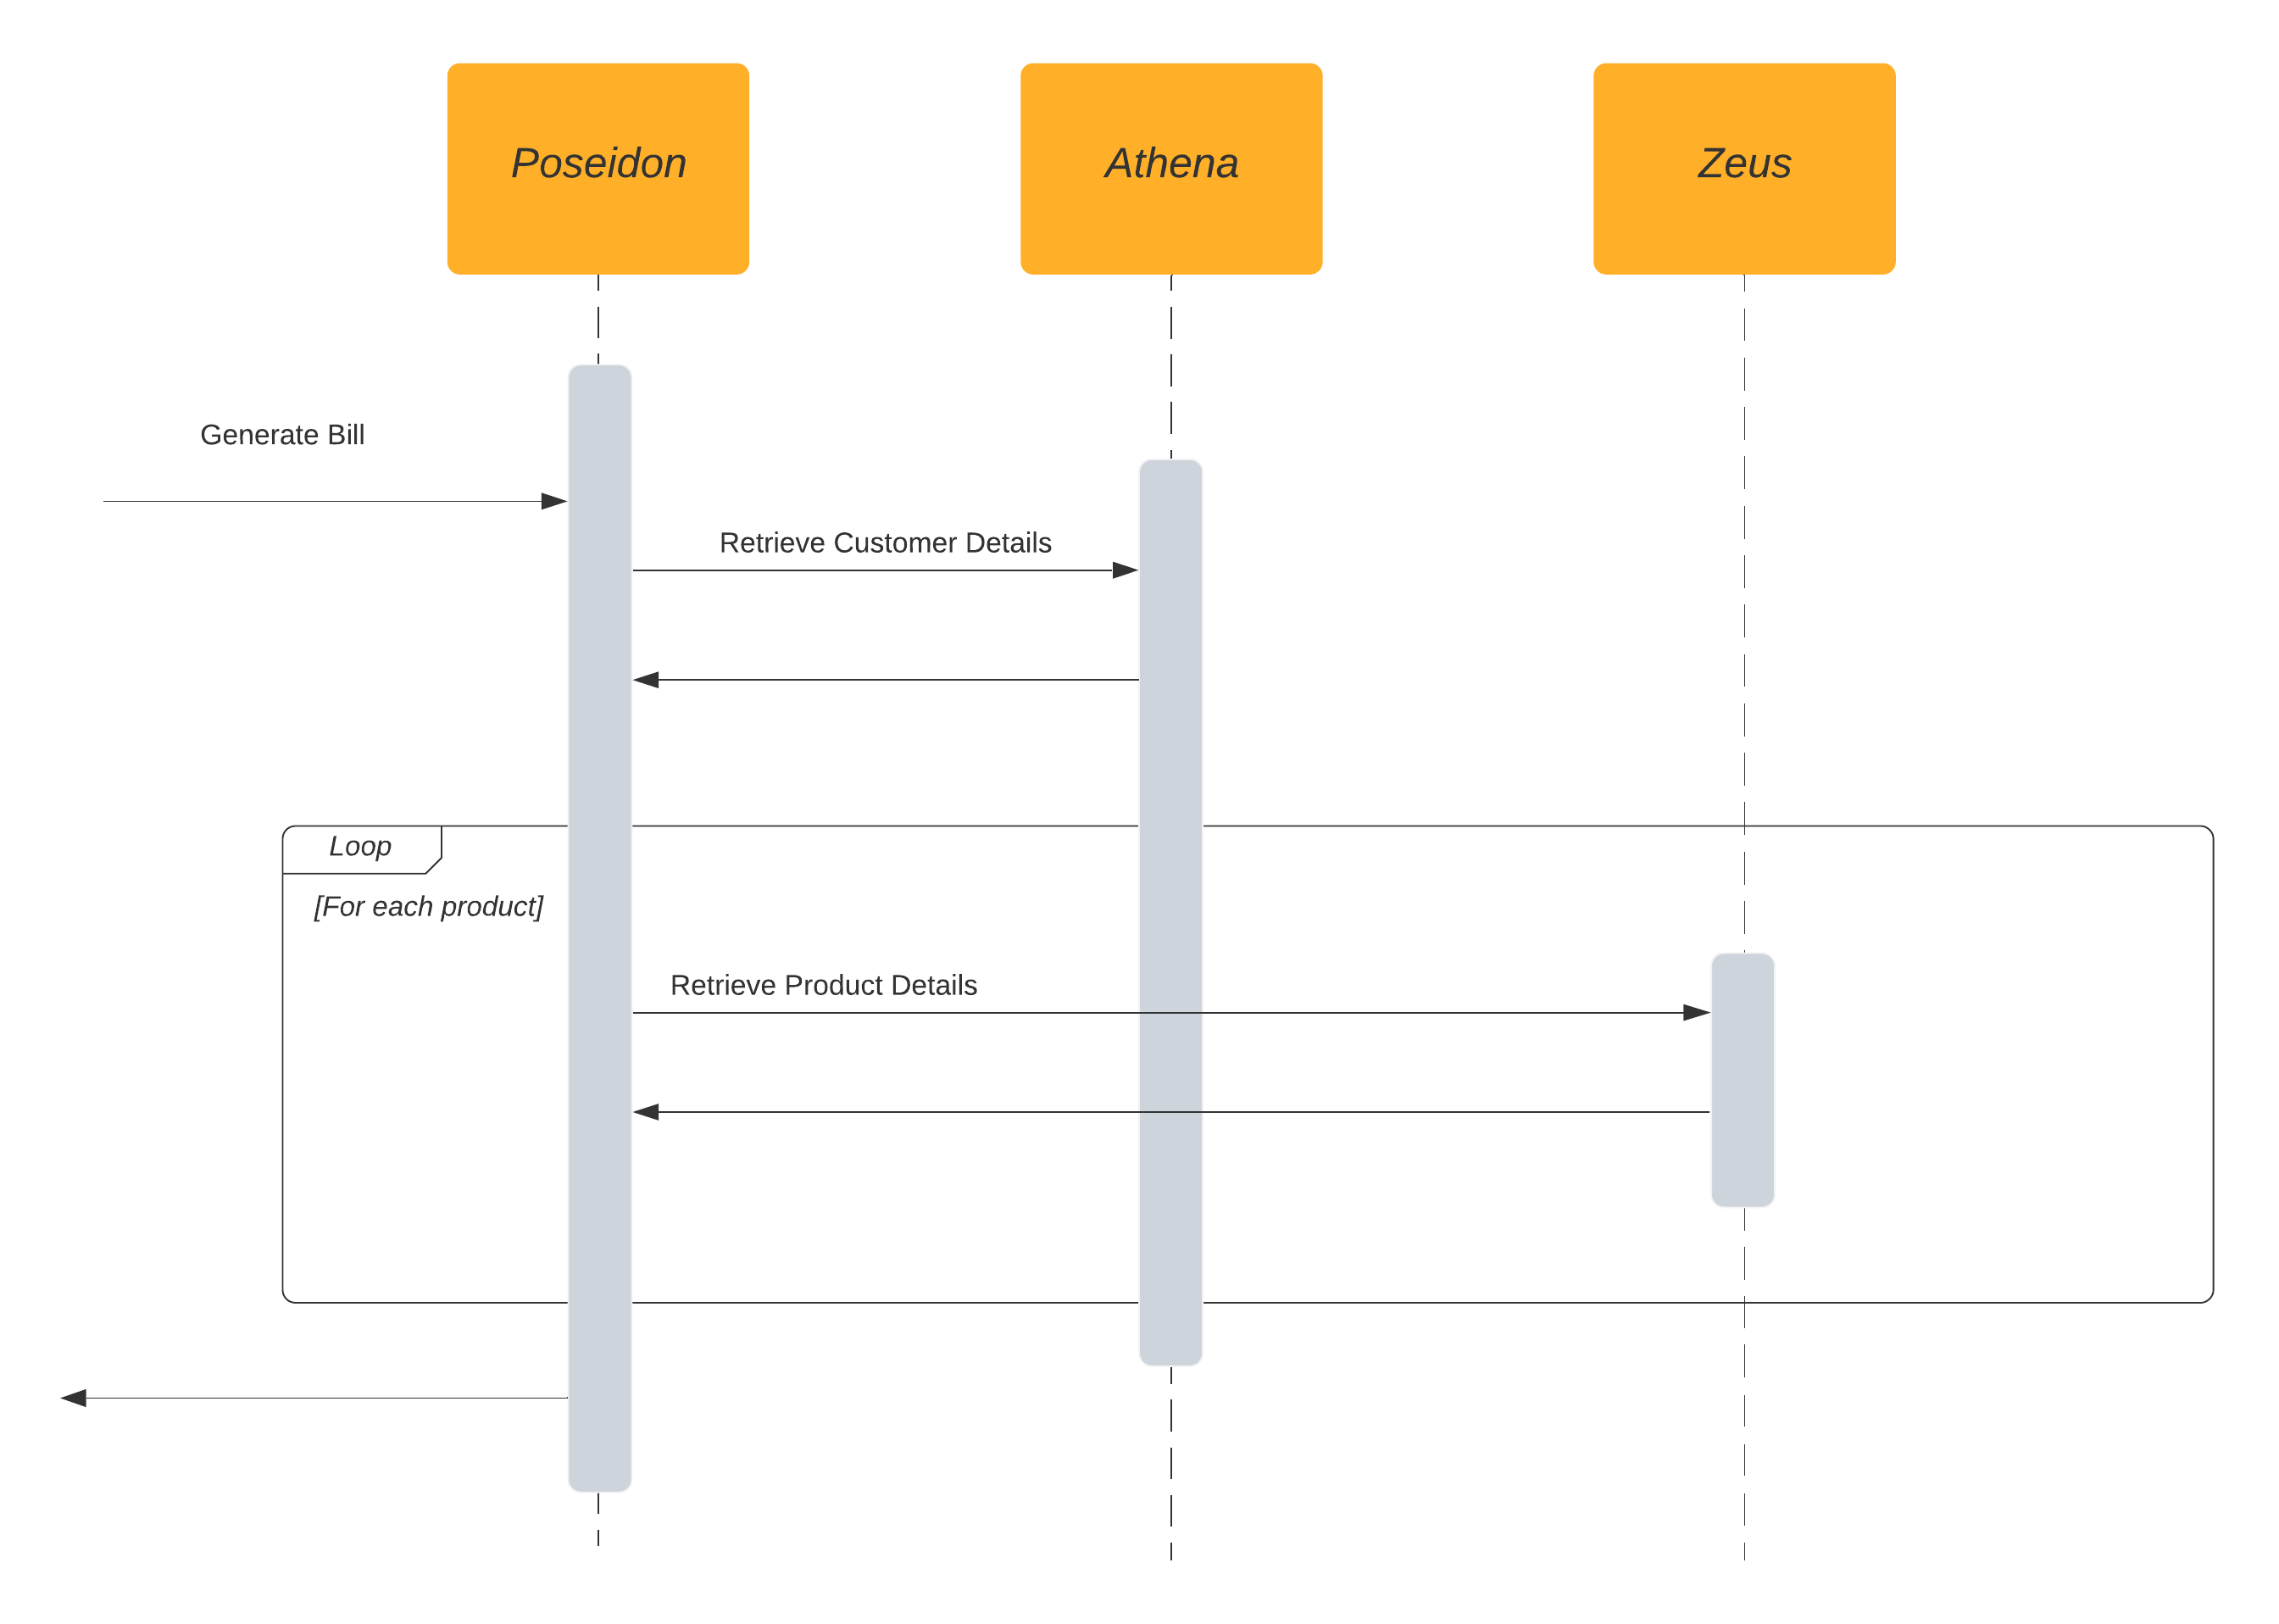 Poseidon
Athena
Zeus
Generate Bill
Retrieve Customer Details
Loop
[For each product]
Retrieve Product Details